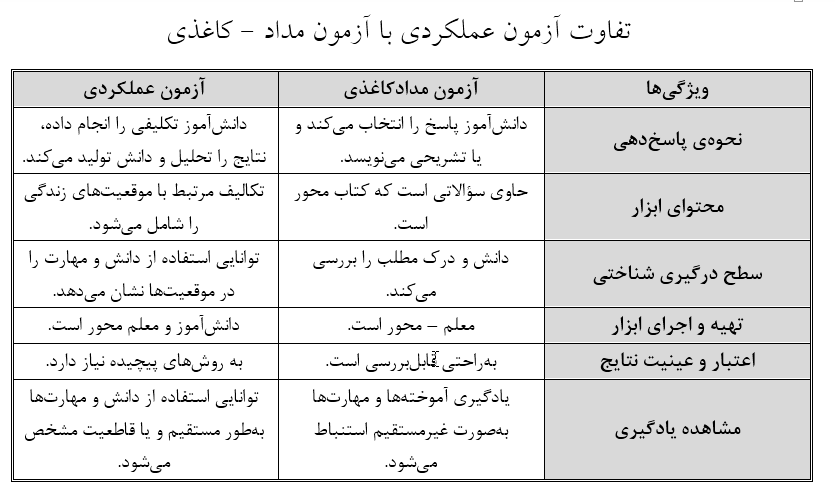 تفاوت آزمون عملکردی با آزمون مداد – کاغذی
ویژگی‌ها
آزمون مدادکاغذی
آزمون عملکردی
نحوه‌ی پاسخ‌دهی
دانش‌آموز پاسخ را انتخاب می‌کند و
یا تشریحی می‌نویسد.
دانش‌آموز تکلیفی را انجام داده،
نتایج را تحلیل و دانش تولید می‌کند.
محتوای ابزار
حاوی سؤالاتی است که کتاب محور
است.
تکالیف مرتبط با موقعیت‌های زندگی
را شامل می‌شود.
سطح درگیری شناختی
دانش و درک مطلب را بررسی
می‌کند.
توانایی استفاده از دانش و مهارت را
در موقعیت‌ها نشان می‌دهد.
تهیه و اجرای ابزار
معلم – محور است.
دانش‌آموز و معلم محور است.
اعتبار و عینیت نتایج
به‌راحتی قابل‌بررسی است.
به روش‌های پیچیده نیاز دارد.
مشاهده یادگیری
یادگیری آموخته‌ها و مهارت‌ها
به‌صورت غیرمستقیم استنباط
می‌شود.
توانایی استفاده از دانش و مهارت‌ها
به‌طور مستقیم و یا قاطعیت مشخص
می‌شود.